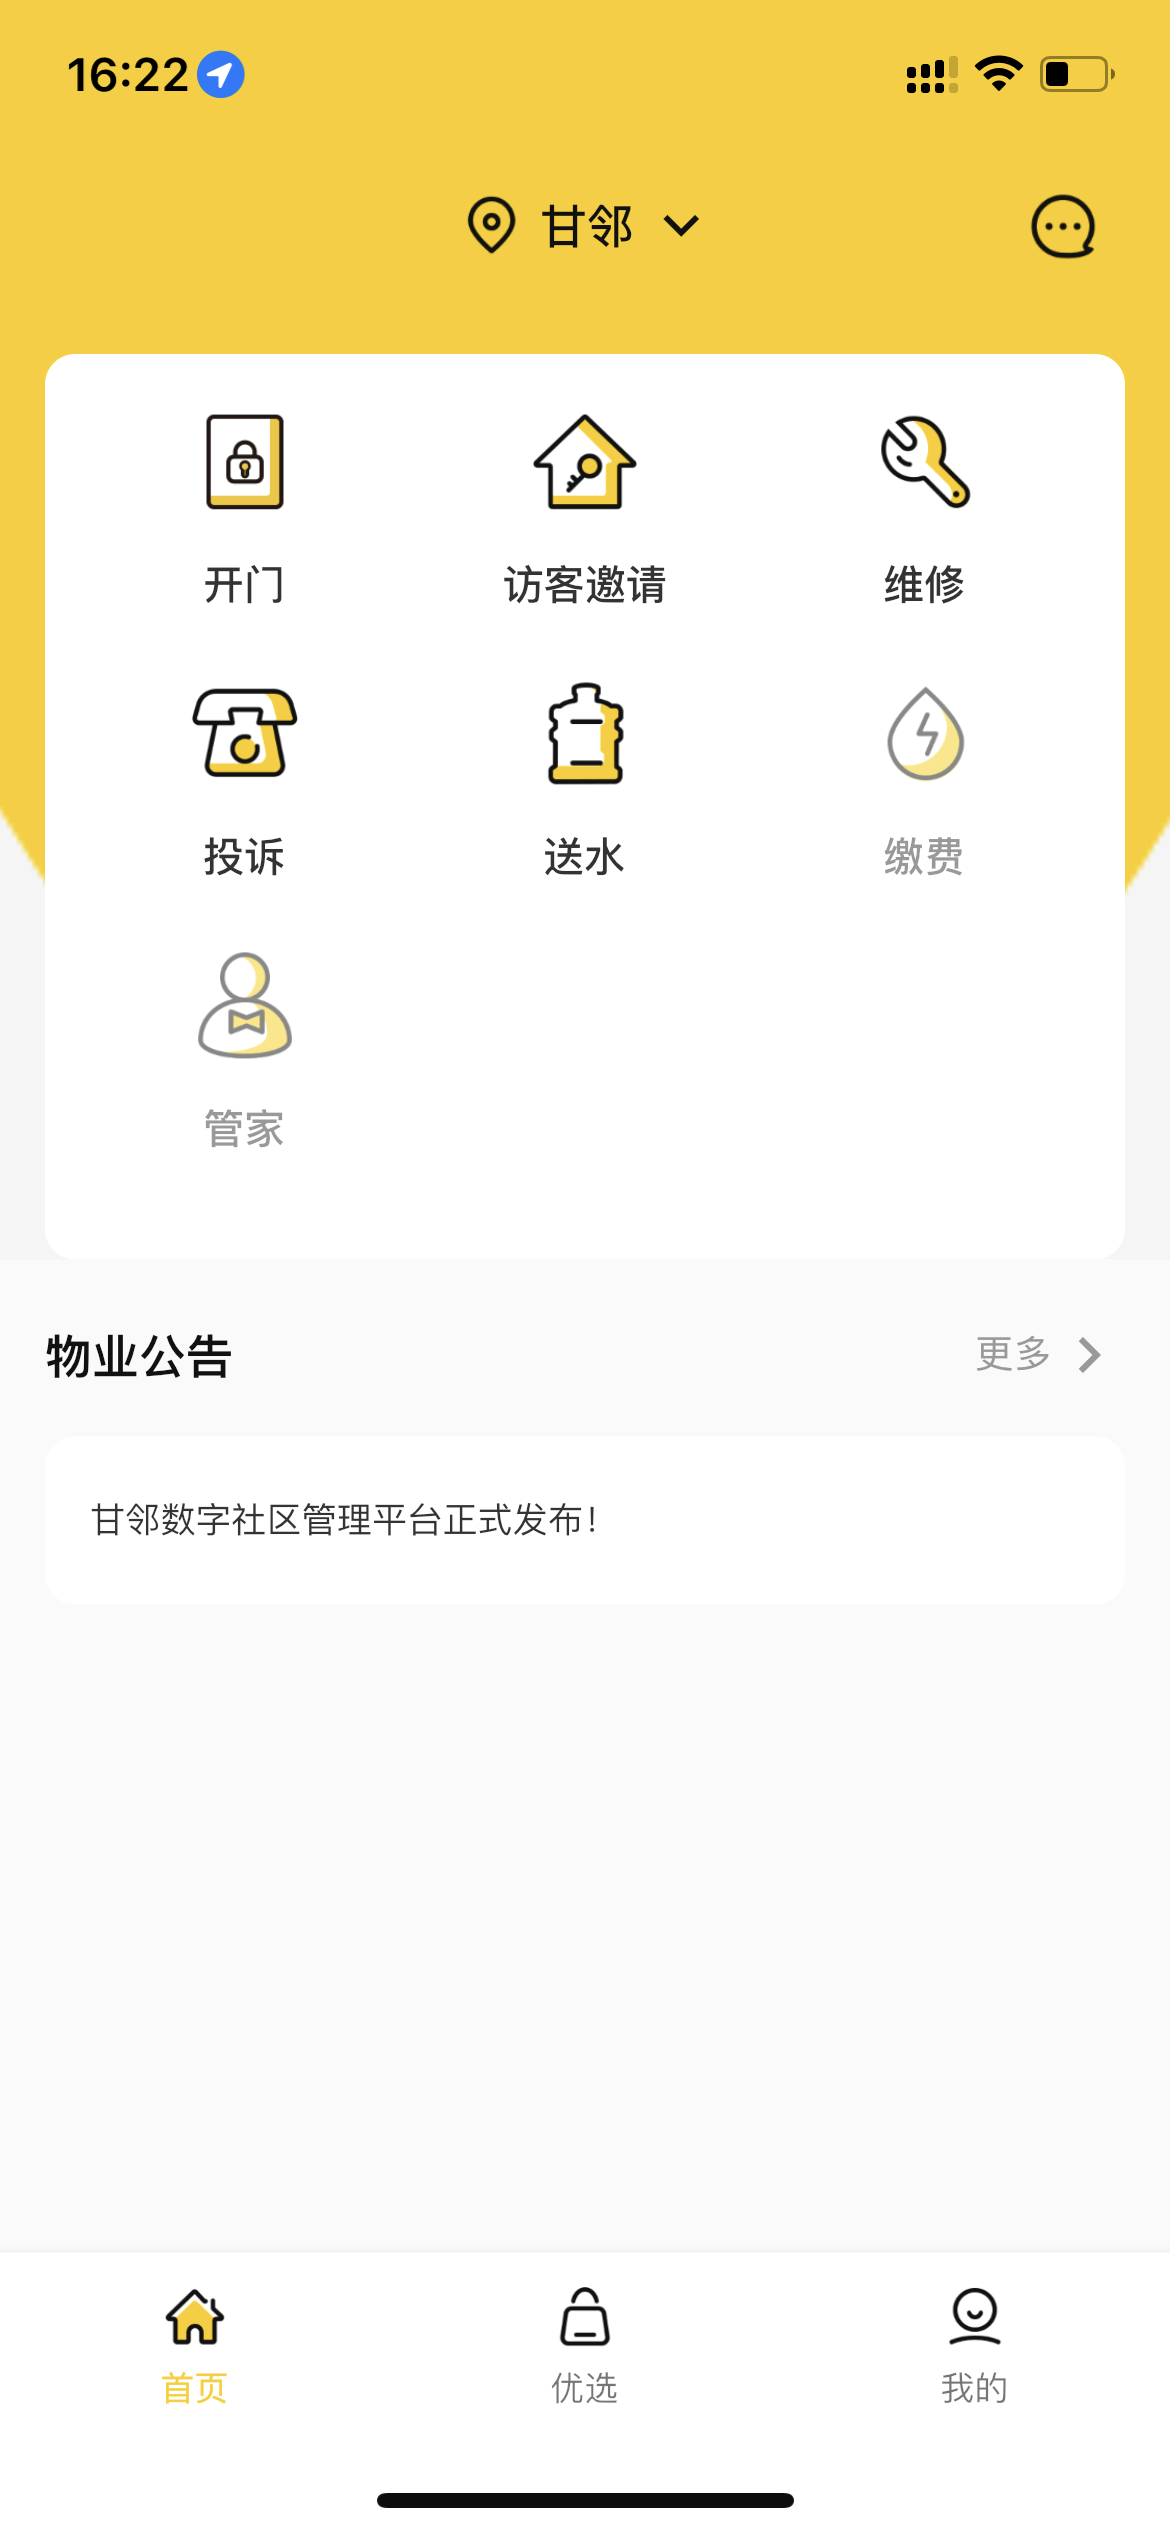 16:22
甘邻
开门 访客邀请 维修
投诉 送水 缴费
管家
物业公告 更多
甘邻数字社区管理平台正式发布！
首页 优选 我的